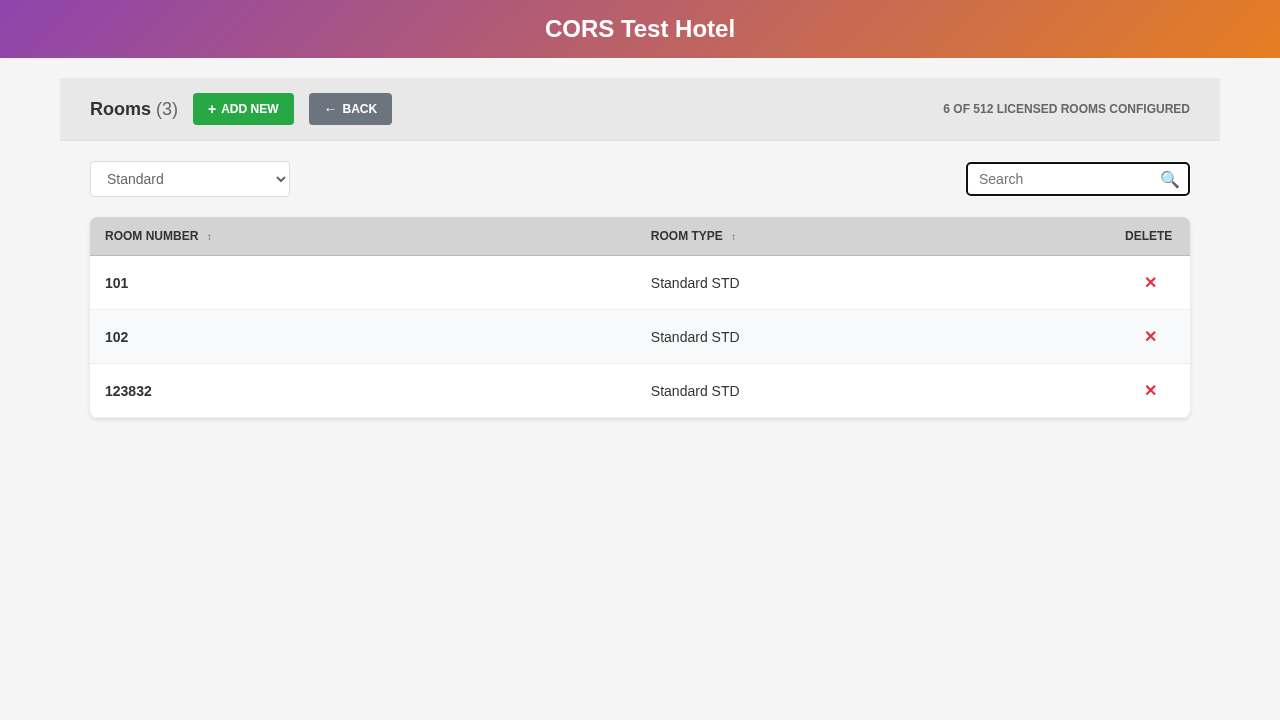 CORS Test Hotel
Rooms (3) + ADD NEW ← BACK 6 OF 512 LICENSED ROOMS CONFIGURED
Standard Search
ROOM NUMBER ↕ ROOM TYPE ↕ DELETE
101 Standard STD ✕
102 Standard STD ✕
123832 Standard STD ✕